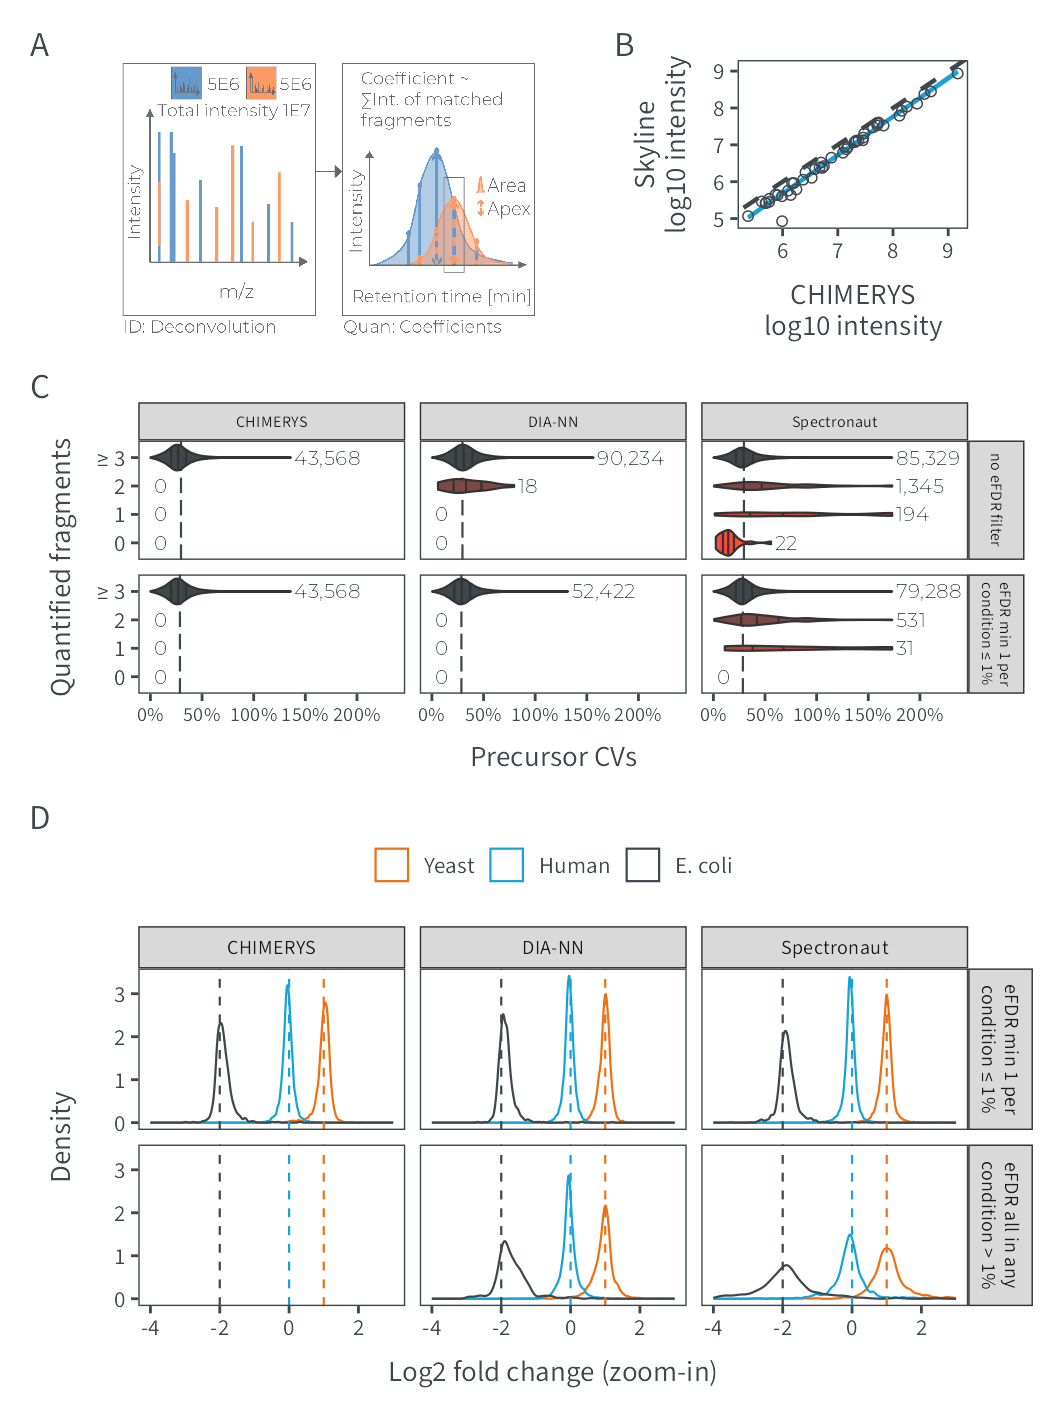 A
5E6
5E6
Total intensity 1E7
Intensity
m/z
ID: Deconvolution
Coefficient ~
∑Int. of matched
fragments
Intensity
Area
Apex
Retention time [min]
Quan: Coefficients
B
Skyline
log10 intensity
9
8
7
6
5
6 7 8 9
CHIMERYS
log10 intensity
C
CHIMERYS DIA-NN Spectronaut
Quantified fragments
≥ 3 43,568 90,234 85,329
2 0 18 1,345
1 0 0 194
0 0 0 22
no eFDR filter
≥ 3 43,568 52,422 79,288
2 0 0 531
1 0 0 31
0 0 0 0
eFDR min 1 per
condition ≤ 1%
0% 50% 100% 150% 200% 0% 50% 100% 150% 200% 0% 50% 100% 150% 200%
Precursor CVs
D
Yeast Human E. coli
CHIMERYS DIA-NN Spectronaut
Density
3
2
1
0
eFDR min 1 per
condition ≤ 1%
3
2
1
0
eFDR all in any
condition > 1%
-4 -2 0 2 -4 -2 0 2 -4 -2 0 2
Log2 fold change (zoom-in)